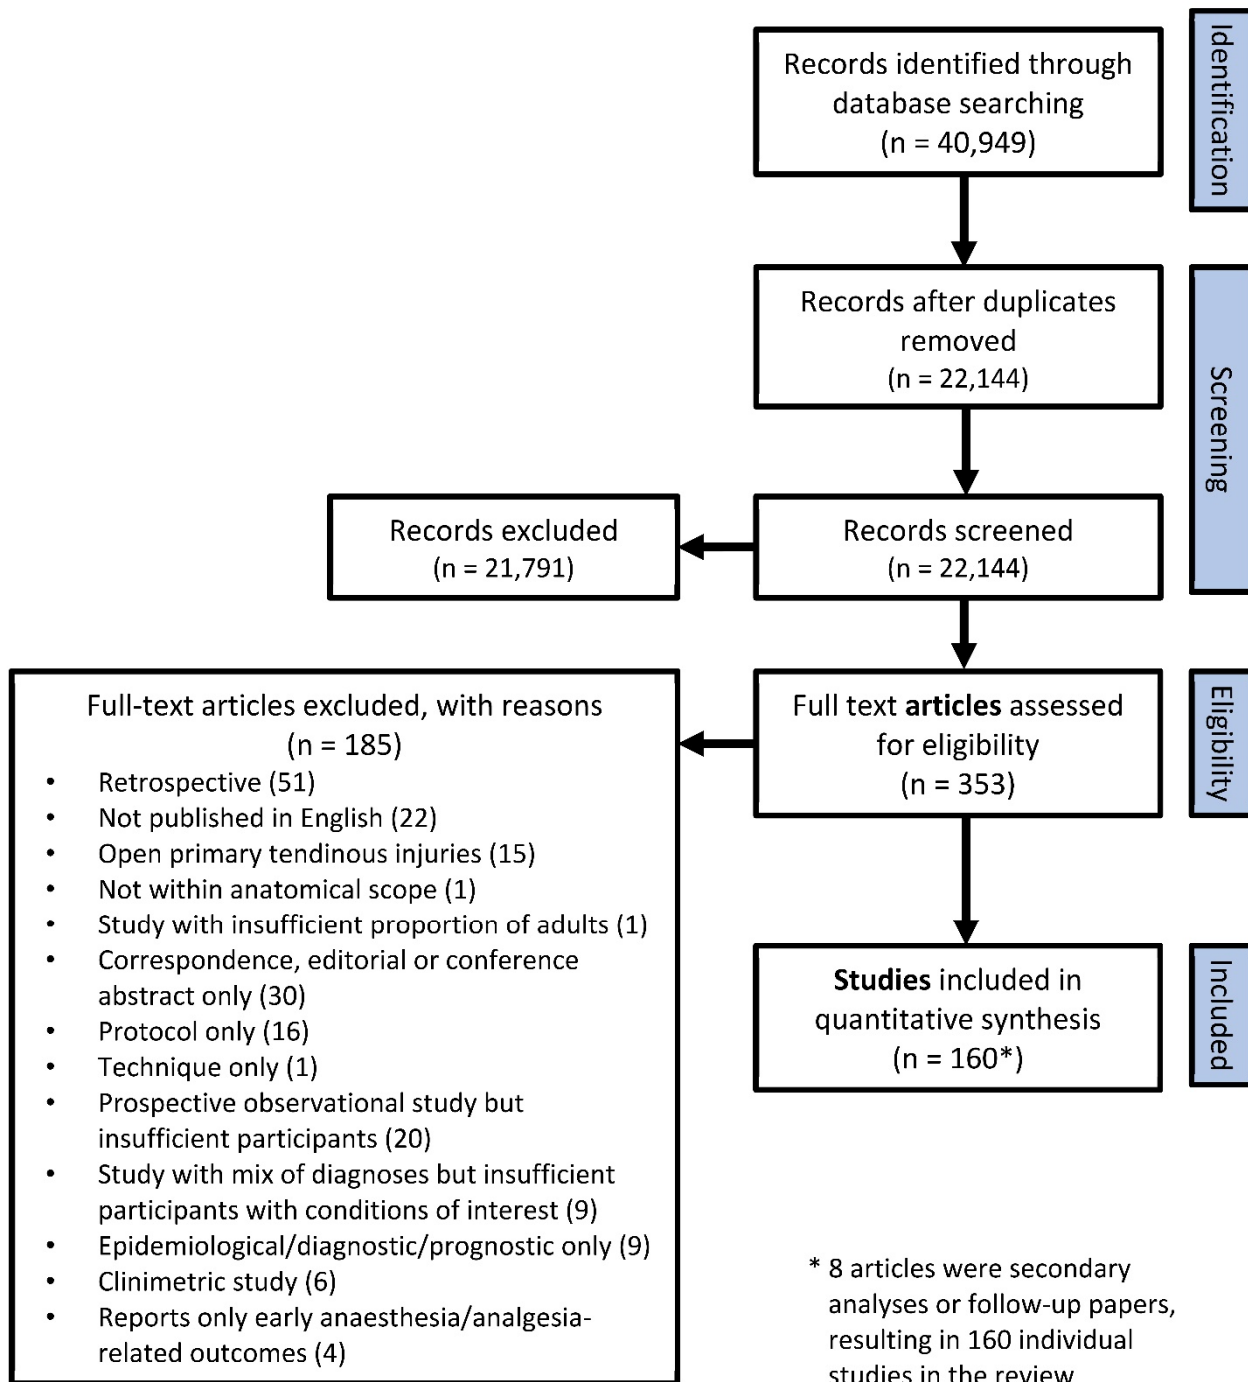 Records identified through
database searching
(n = 40,949)
Identification
Records after duplicates
removed
(n = 22,144)
Screening
Records excluded
(n = 21,791)
Records screened
(n = 22,144)
Full-text articles excluded, with reasons
(n = 185)
• Retrospective (51)
• Not published in English (22)
• Open primary tendinous injuries (15)
• Not within anatomical scope (1)
• Study with insufficient proportion of adults (1)
• Correspondence, editorial or conference
abstract only (30)
• Protocol only (16)
• Technique only (1)
• Prospective observational study but
insufficient participants (20)
• Study with mix of diagnoses but insufficient
participants with conditions of interest (9)
• Epidemiological/diagnostic/prognostic only (9)
• Clinimetric study (6)
• Reports only early anaesthesia/analgesia-
related outcomes (4)
Full text articles assessed
for eligibility
(n = 353)
Eligibility
Studies included in
quantitative synthesis
(n = 160*)
Included
* 8 articles were secondary
analyses or follow-up papers,
resulting in 160 individual
studies in the review